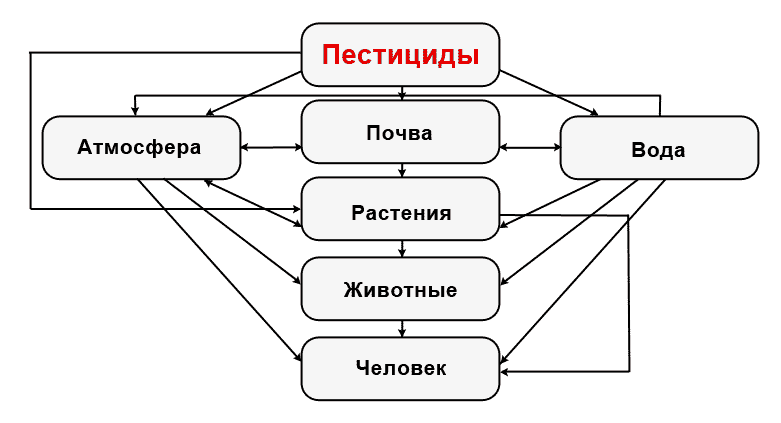 Пестициды
Атмосфера
Почва
Вода
Растения
Животные
Человек